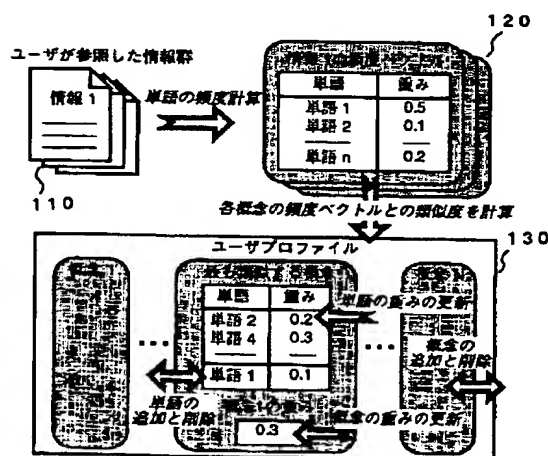 120
ユーザが参照した情報群
情報1
単語の頻度計算
単語 重み
単語1 0.5
単語2 0.1
単語n 0.2
110
各概念の頻度ベクトルとの類似度を計算
ユーザプロファイル
130
単語 重み
単語2 0.2
単語4 0.3
単語1 0.1
単語の重みの更新
...
...
概念の
追加と削除
単語の
追加と削除
0.3
概念の重みの更新